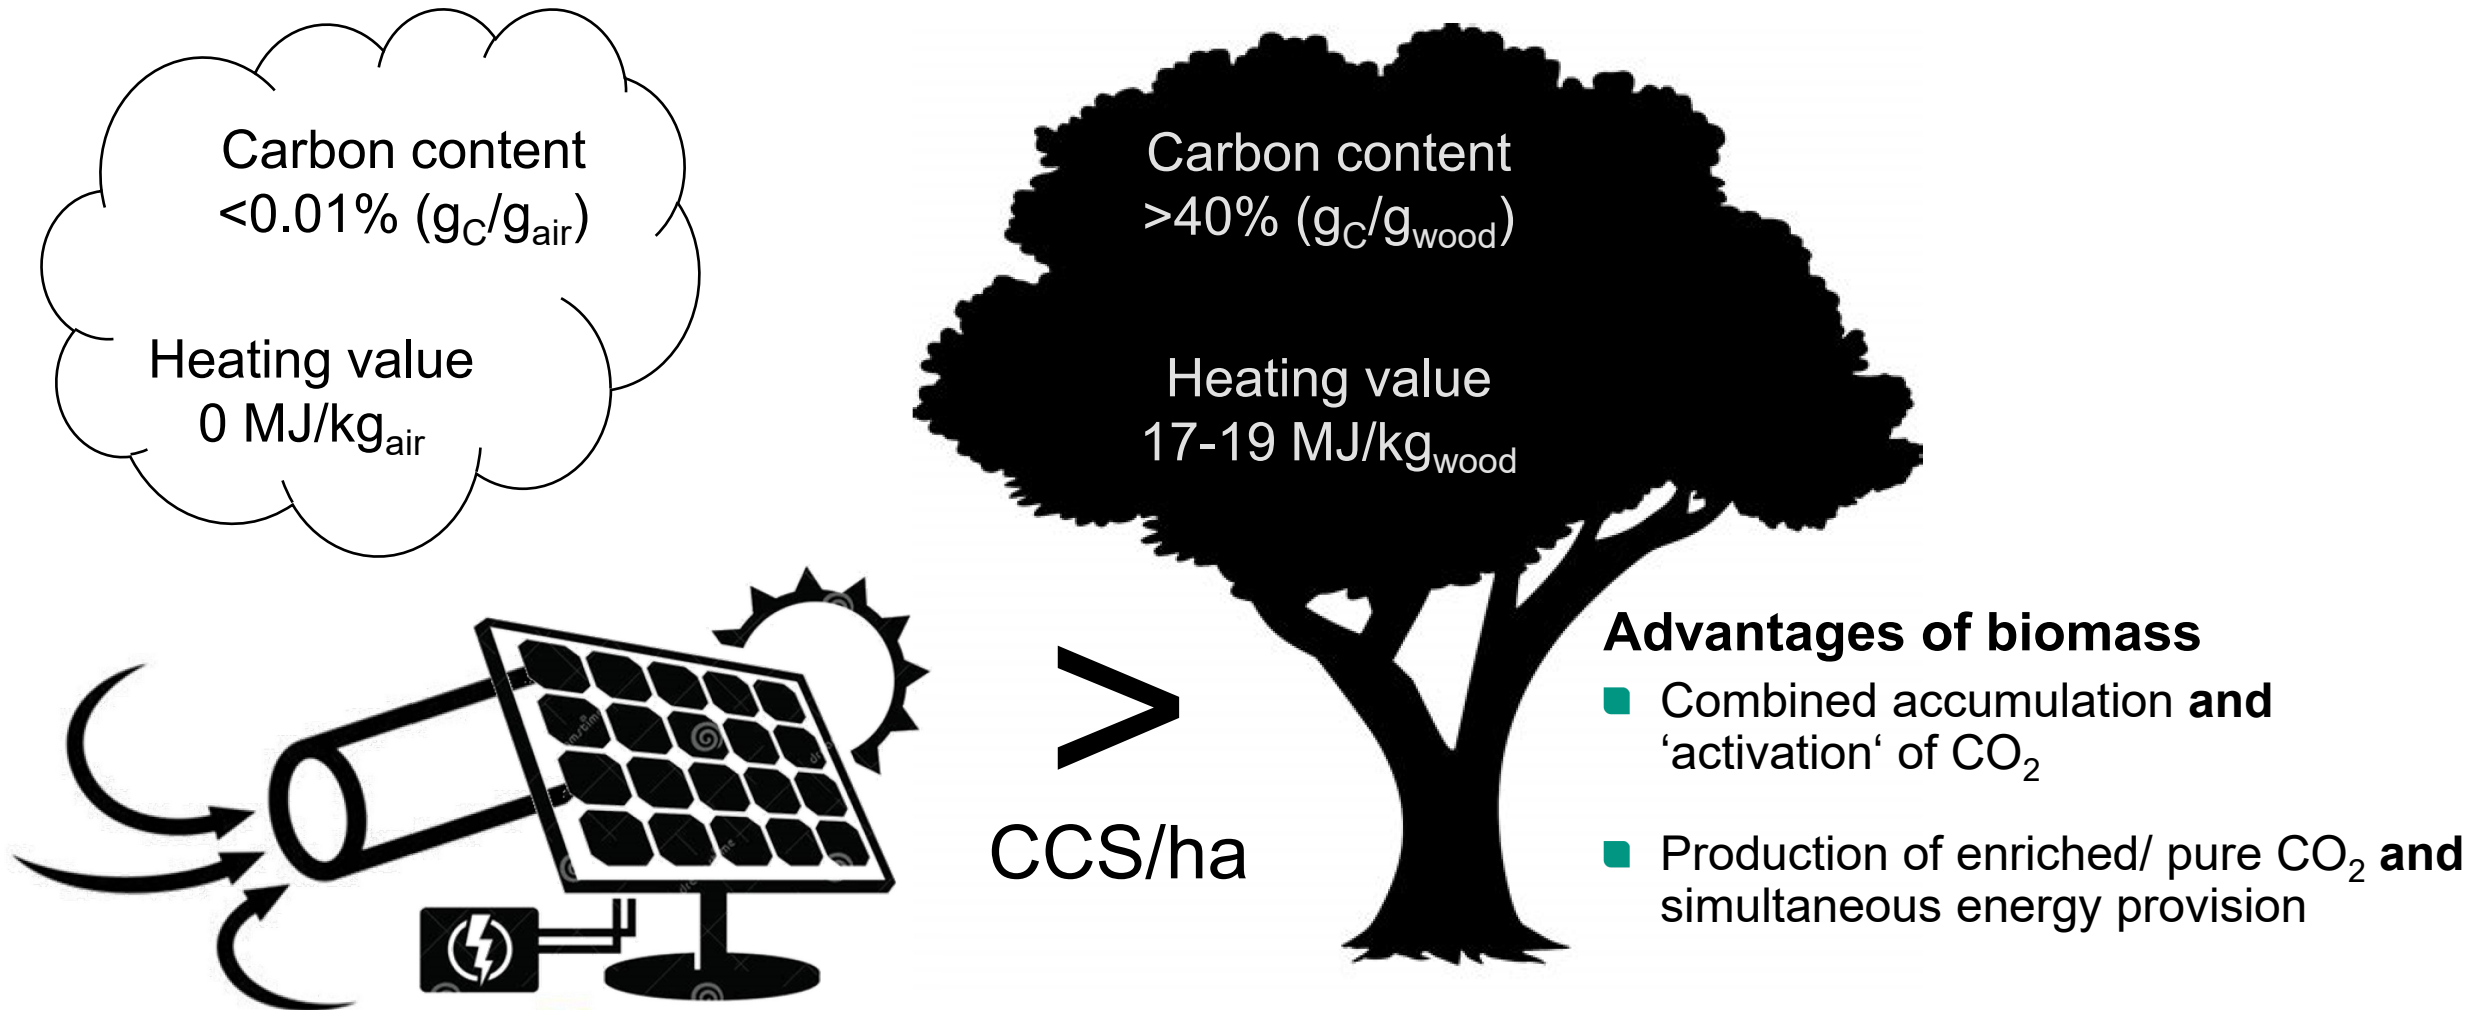 Carbon content
<0.01% (gC/gair)
Heating value
0 MJ/kgair
Carbon content
>40% (gC/gwood)
Heating value
17-19 MJ/kgwood
>
CCS/ha
Advantages of biomass
Combined accumulation and
‘activation‘ of CO2
Production of enriched/ pure CO2 and
simultaneous energy provision